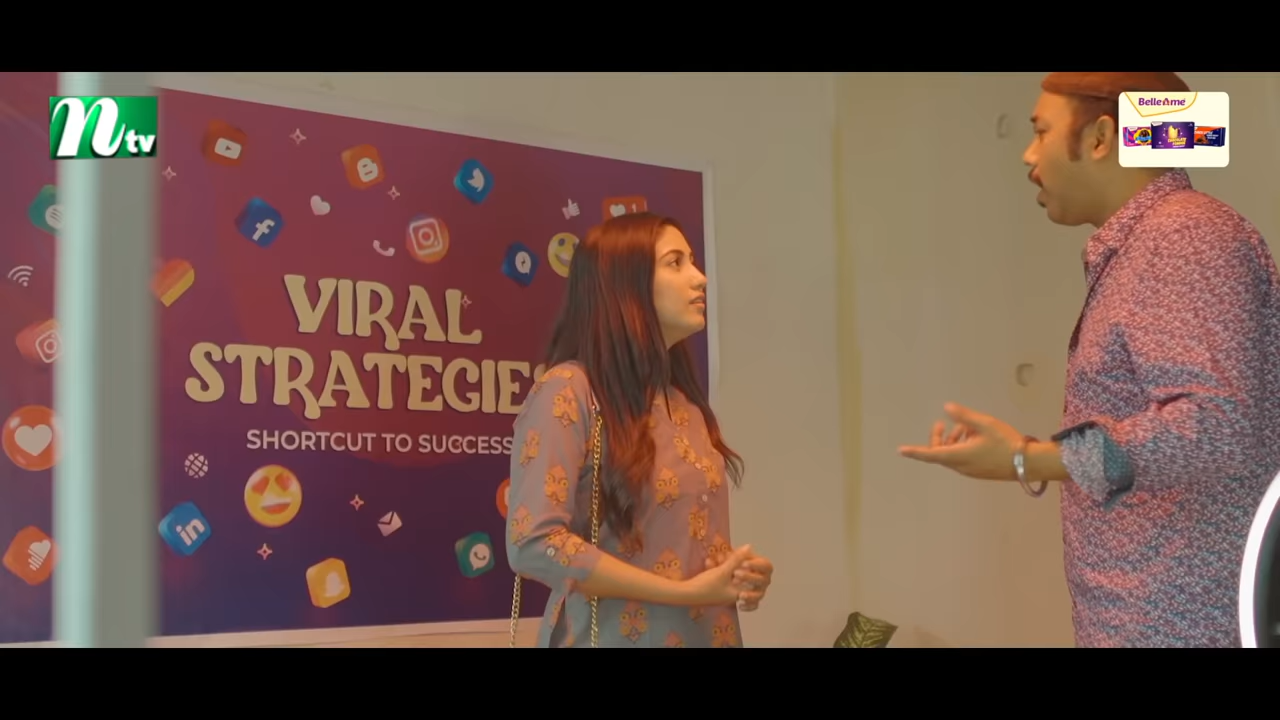 ntv
BelleAme
VIRAL
STRATEGIES
SHORTCUT TO SUCCESS